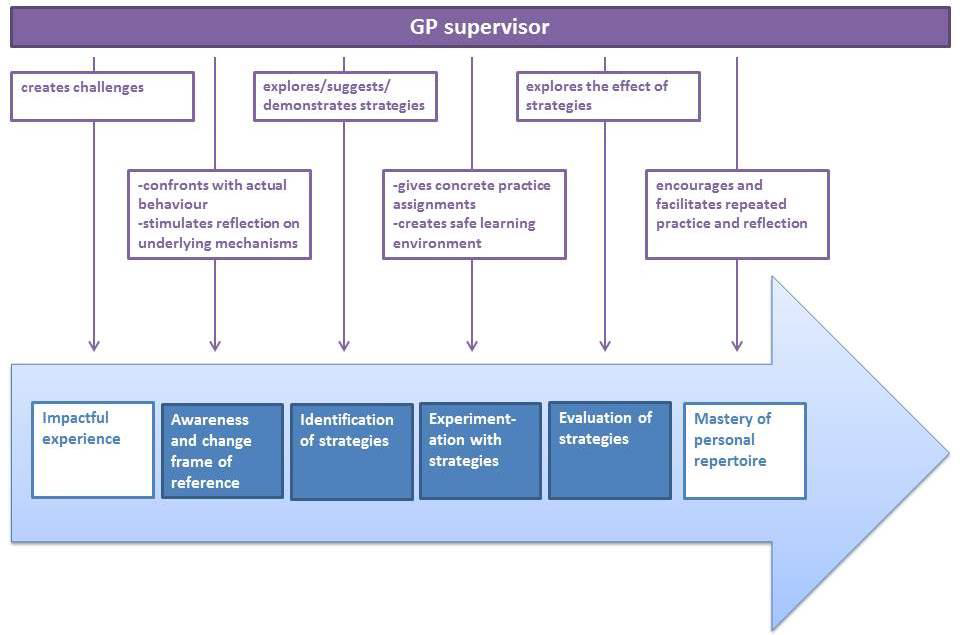 GP supervisor
creates challenges
explores/suggests/
demonstrates strategies
explores the effect of
strategies
-confronts with actual
behaviour
-stimulates reflection on
underlying mechanisms
-gives concrete practice
assignments
-creates safe learning
environment
encourages and
facilitates repeated
practice and reflection
Impactful
experience
Awareness
and change
frame of
reference
Identification
of strategies
Experiment-
ation with
strategies
Evaluation of
strategies
Mastery of
personal
repertoire